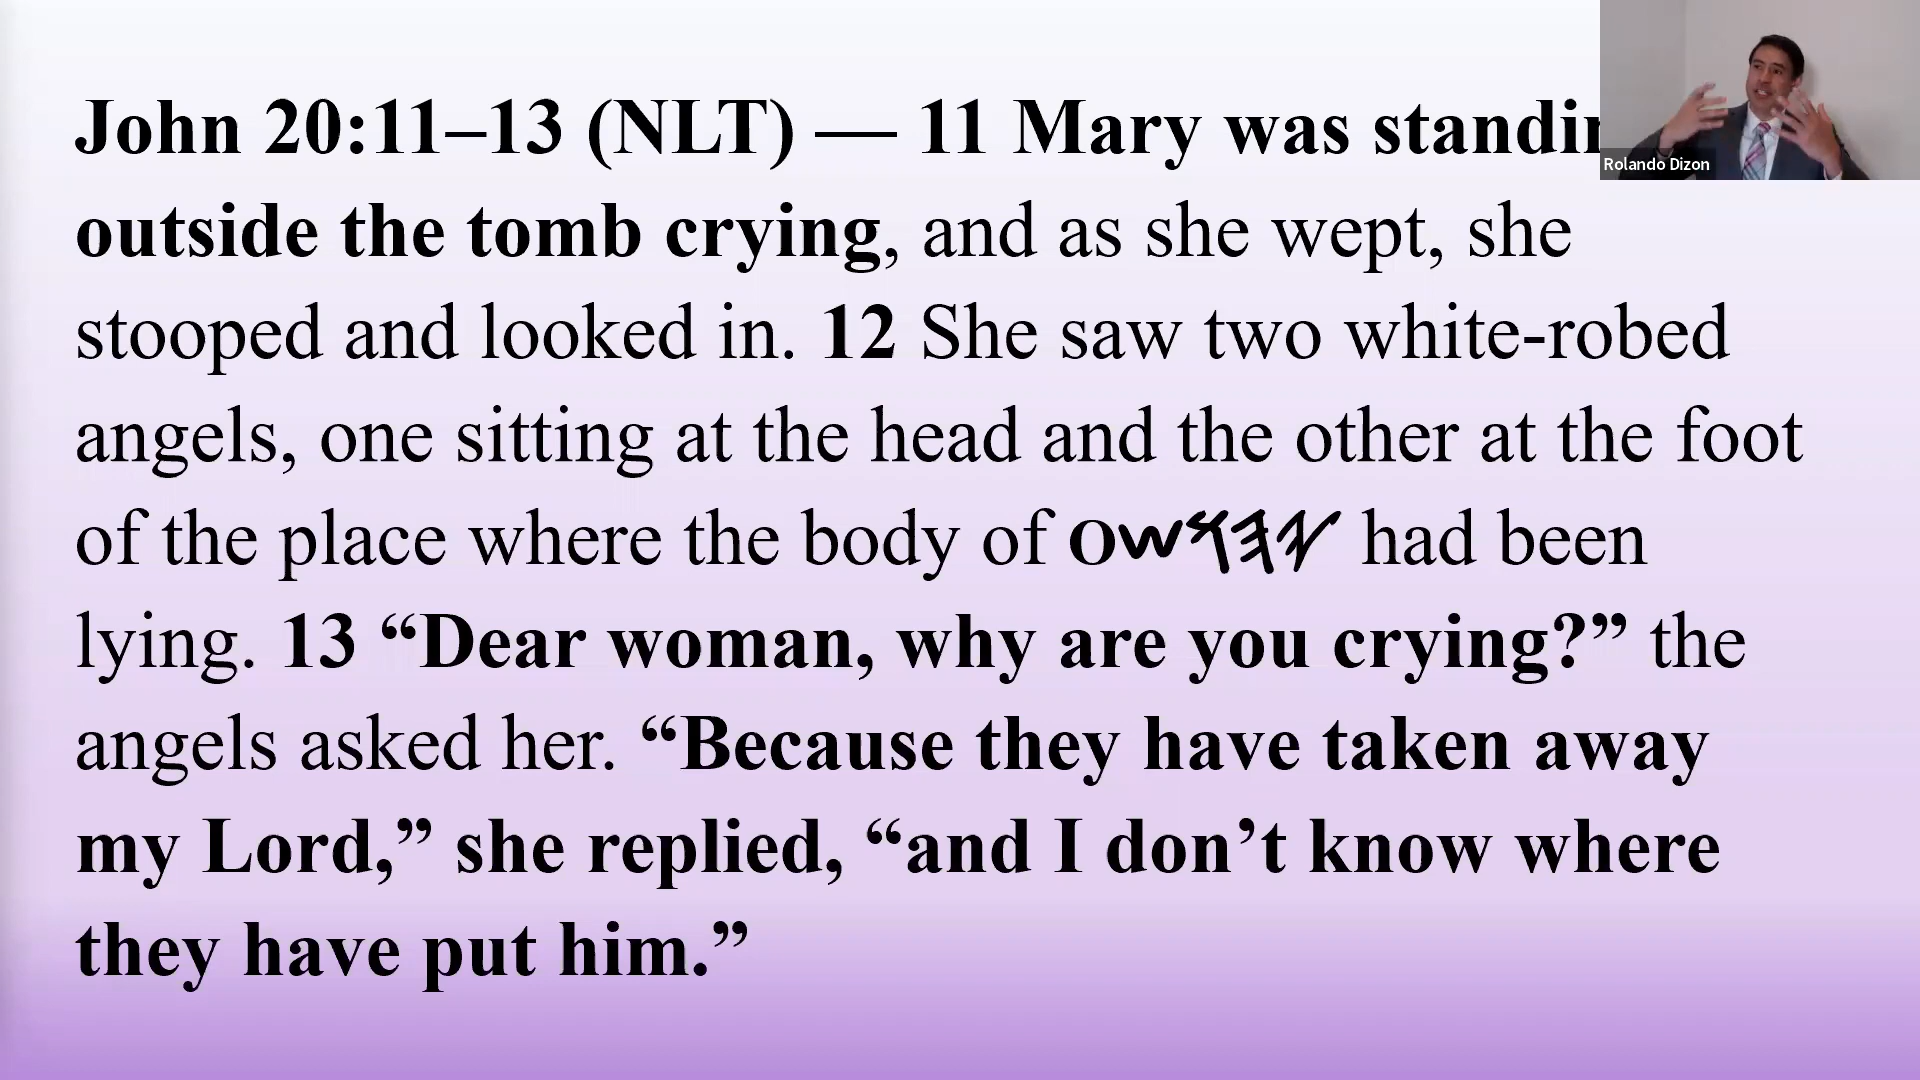 John 20:11–13 (NLT) — 11 Mary was standin
outside the tomb crying, and as she wept, she
stooped and looked in. 12 She saw two white-robed
angels, one sitting at the head and the other at the foot
of the place where the body of 𐤉𐤄𐤅𐤔𐤏 had been
lying. 13 “Dear woman, why are you crying?” the
angels asked her. “Because they have taken away
my Lord,” she replied, “and I don’t know where
they have put him.”
Rolando Dizon